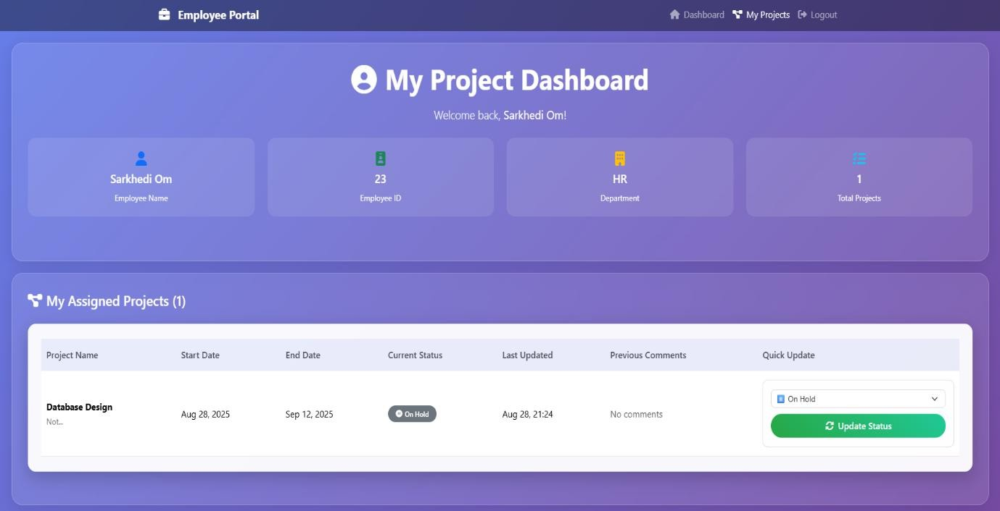 Employee Portal
Dashboard My Projects Logout
My Project Dashboard
Welcome back, Sarkhedi Om!
Sarkhedi Om
Employee Name
23
Employee ID
HR
Department
1
Total Projects
My Assigned Projects (1)
Project Name Start Date End Date Current Status Last Updated Previous Comments Quick Update
Database Design
Not...
Aug 28, 2025 Sep 12, 2025 On Hold Aug 28, 21:24 No comments
On Hold
Update Status